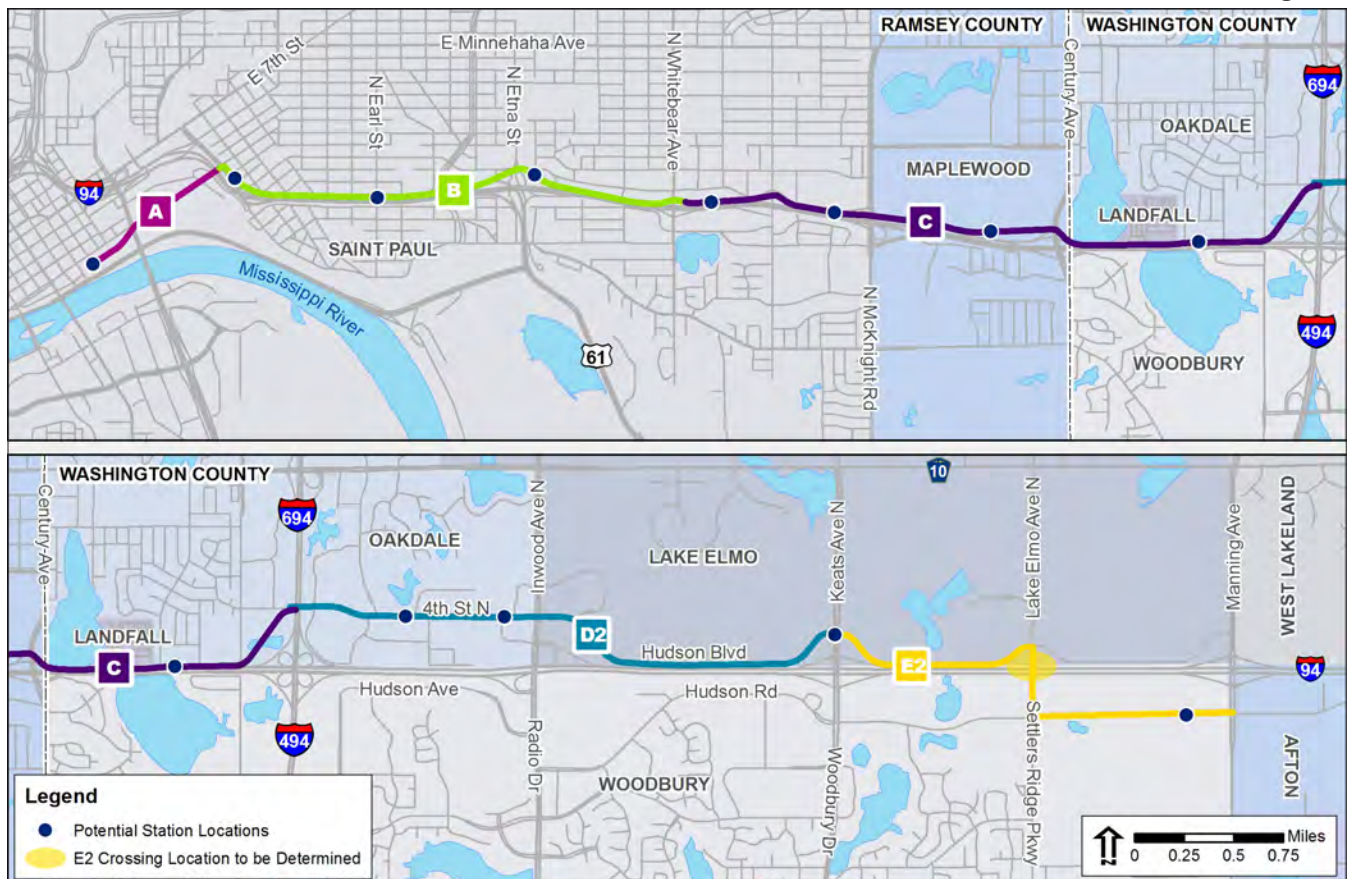 RAMSEY COUNTY
WASHINGTON COUNTY
E 7th St
E Minnehaha Ave
N Earl St
N Etna St
N Whitebear Ave
Century Ave
694
OAKDALE
MAPLEWOOD
94
A
B
C
LANDFALL
SAINT PAUL
Mississippi River
61
N McKnight Rd
494
WOODBURY
WASHINGTON COUNTY
Century Ave
694
OAKDALE
Inwood Ave N
LAKE ELMO
Keats Ave N
10
Lake Elmo Ave N
Manning Ave
WEST LAKELAND
4th St N
D2
LANDFALL
C
Hudson Blvd
E2
94
Hudson Ave
Hudson Rd
494
Radio Dr
WOODBURY
Woodbury Dr
Settlers Ridge Pkwy
AFTON
Legend
Potential Station Locations
E2 Crossing Location to be Determined
N
Miles
0 0.25 0.5 0.75